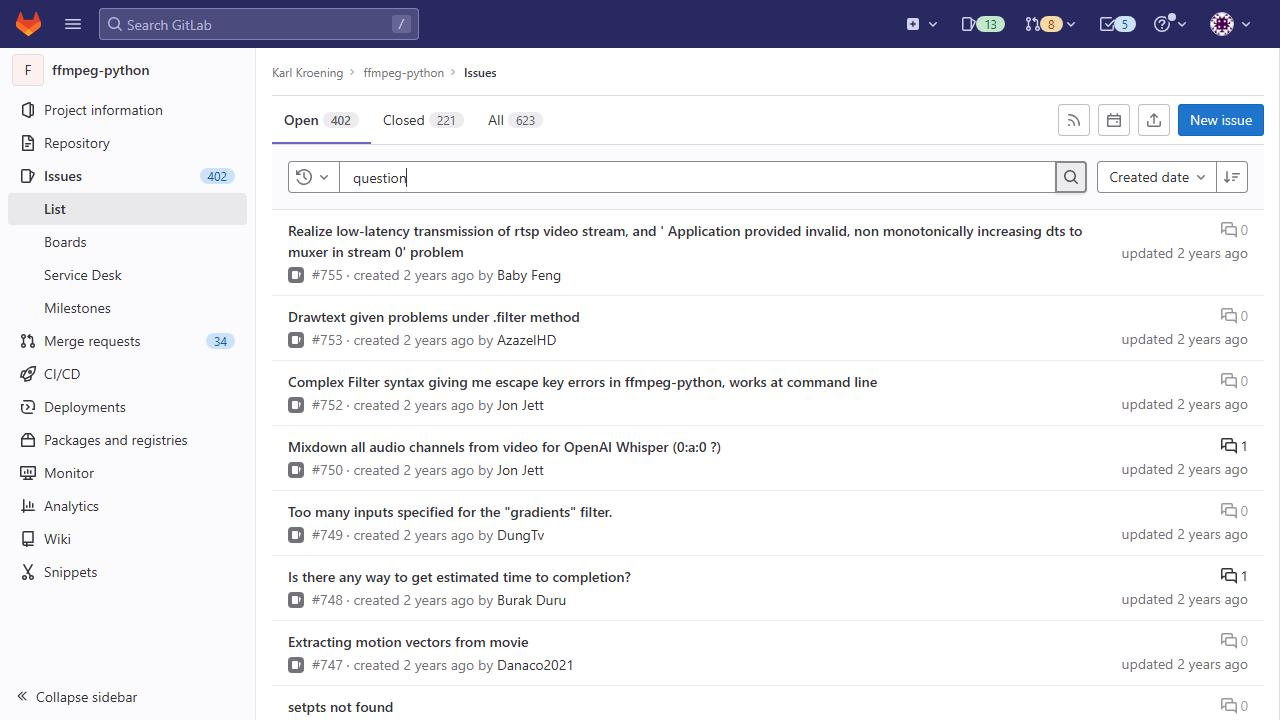 Search GitLab
/
13
8
5
F
ffmpeg-python
Project information
Repository
Issues
402
List
Boards
Service Desk
Milestones
Merge requests
34
CI/CD
Deployments
Packages and registries
Monitor
Analytics
Wiki
Snippets
Collapse sidebar
Karl Kroening
ffmpeg-python
Issues
Open 402
Closed 221
All 623
New issue
question
Created date
Realize low-latency transmission of rtsp video stream, and ' Application provided invalid, non monotonically increasing dts to
muxer in stream 0' problem
0
#755 · created 2 years ago by Baby Feng
updated 2 years ago
Drawtext given problems under .filter method
0
#753 · created 2 years ago by AzazelHD
updated 2 years ago
Complex Filter syntax giving me escape key errors in ffmpeg-python, works at command line
0
#752 · created 2 years ago by Jon Jett
updated 2 years ago
Mixdown all audio channels from video for OpenAI Whisper (0:a:0 ?)
1
#750 · created 2 years ago by Jon Jett
updated 2 years ago
Too many inputs specified for the "gradients" filter.
0
#749 · created 2 years ago by DungTv
updated 2 years ago
Is there any way to get estimated time to completion?
1
#748 · created 2 years ago by Burak Duru
updated 2 years ago
Extracting motion vectors from movie
0
#747 · created 2 years ago by Danaco2021
updated 2 years ago
setpts not found
0